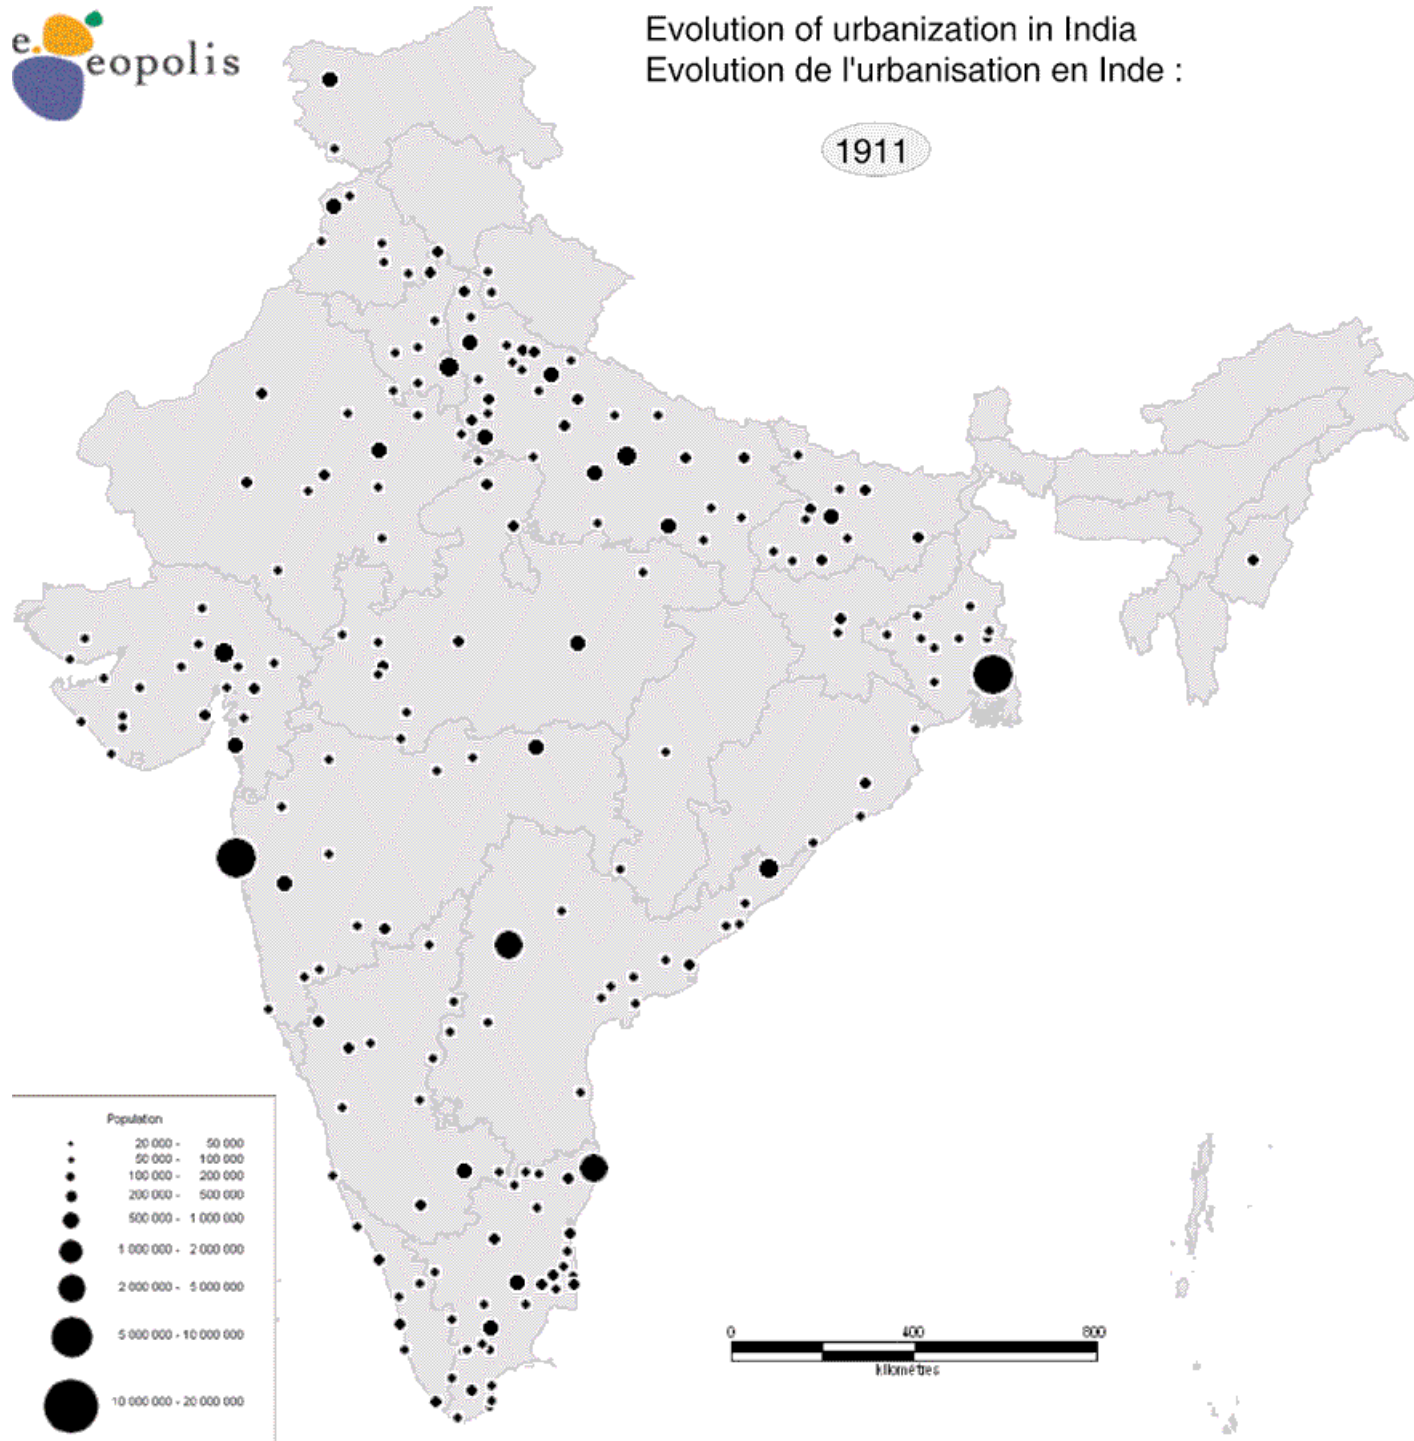 e.
eopolis
Evolution of urbanization in India
Evolution de l'urbanisation en Inde :
1911
Population
20 000 - 50 000
50 000 - 100 000
100 000 - 200 000
200 000 - 500 000
500 000 - 1 000 000
1 000 000 - 2 000 000
2 000 000 - 5 000 000
5 000 000 - 10 000 000
10 000 000 - 20 000 000
0 400 800
kilometres